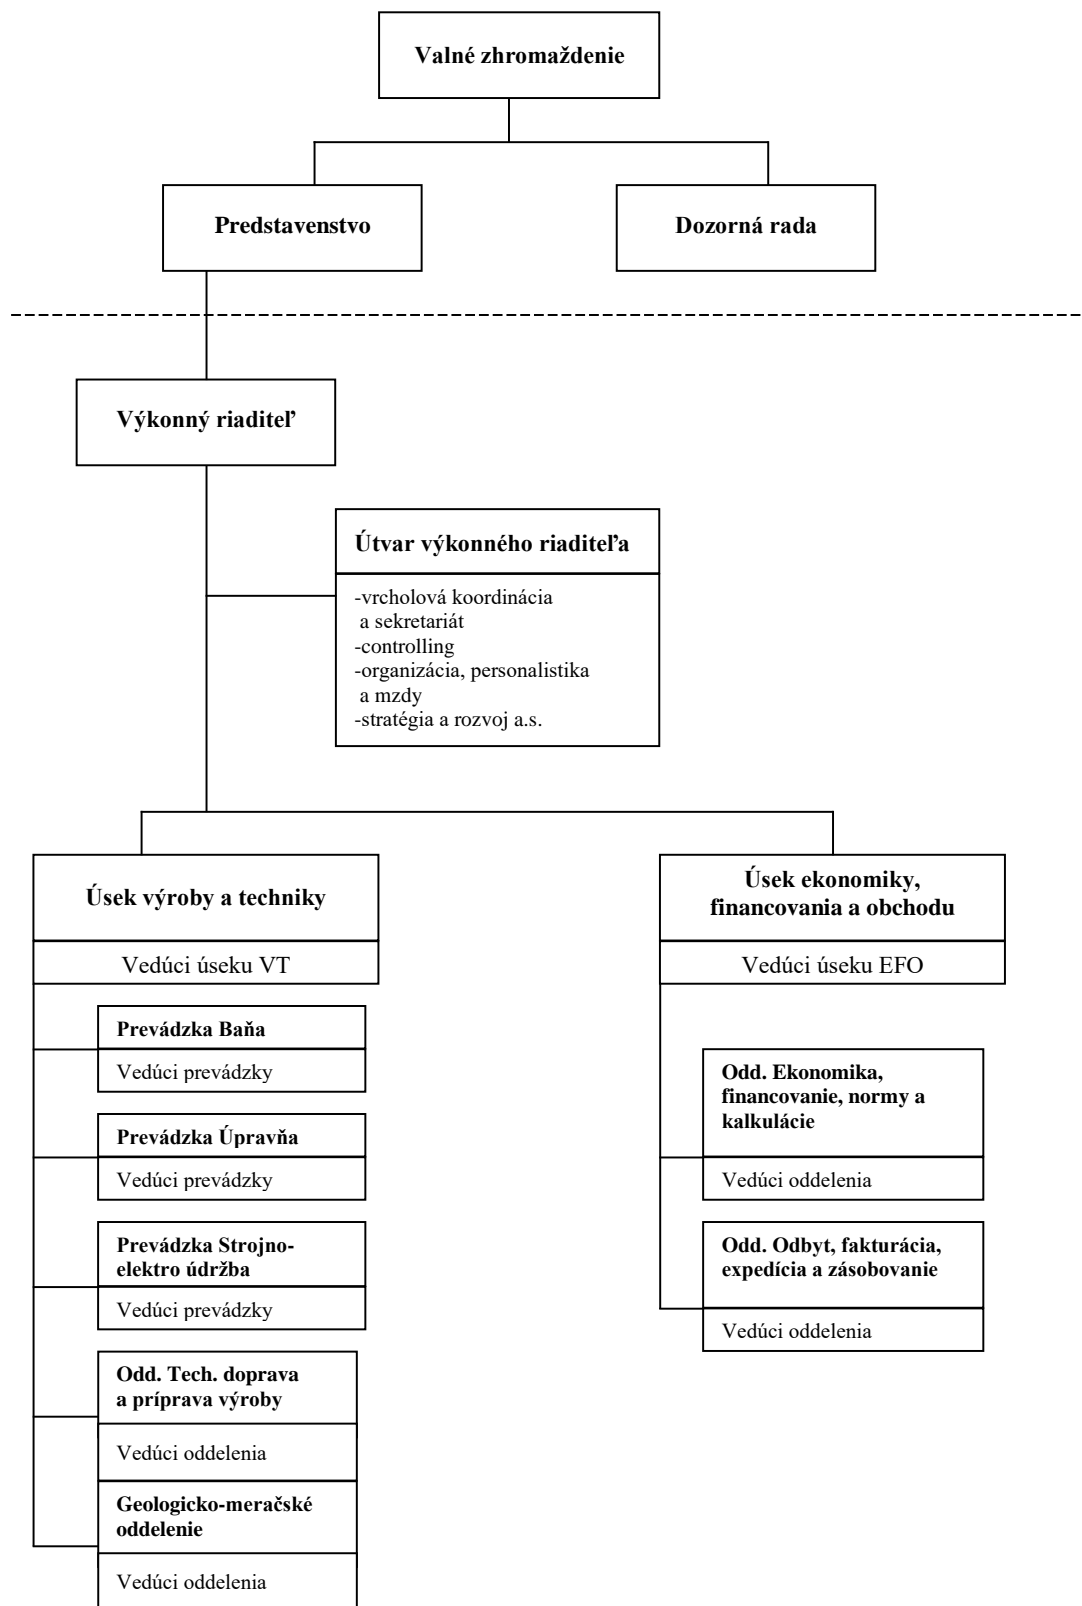 Valné zhromaždenie
Predstavenstvo
Dozorná rada
Výkonný riaditeľ
Útvar výkonného riaditeľa
-vrcholová koordinácia
a sekretariát
-controlling
-organizácia, personalistika
a mzdy
-stratégia a rozvoj a.s.
Úsek výroby a techniky
Vedúci úseku VT
Prevádzka Baňa
Vedúci prevádzky
Prevádzka Úpravňa
Vedúci prevádzky
Prevádzka Strojno-
elektro údržba
Vedúci prevádzky
Odd. Tech. doprava
a príprava výroby
Vedúci oddelenia
Geologicko-meračské
oddelenie
Vedúci oddelenia
Úsek ekonomiky,
financovania a obchodu
Vedúci úseku EFO
Odd. Ekonomika,
financovanie, normy a
kalkulácie
Vedúci oddelenia
Odd. Odbyt, fakturácia,
expedícia a zásobovanie
Vedúci oddelenia